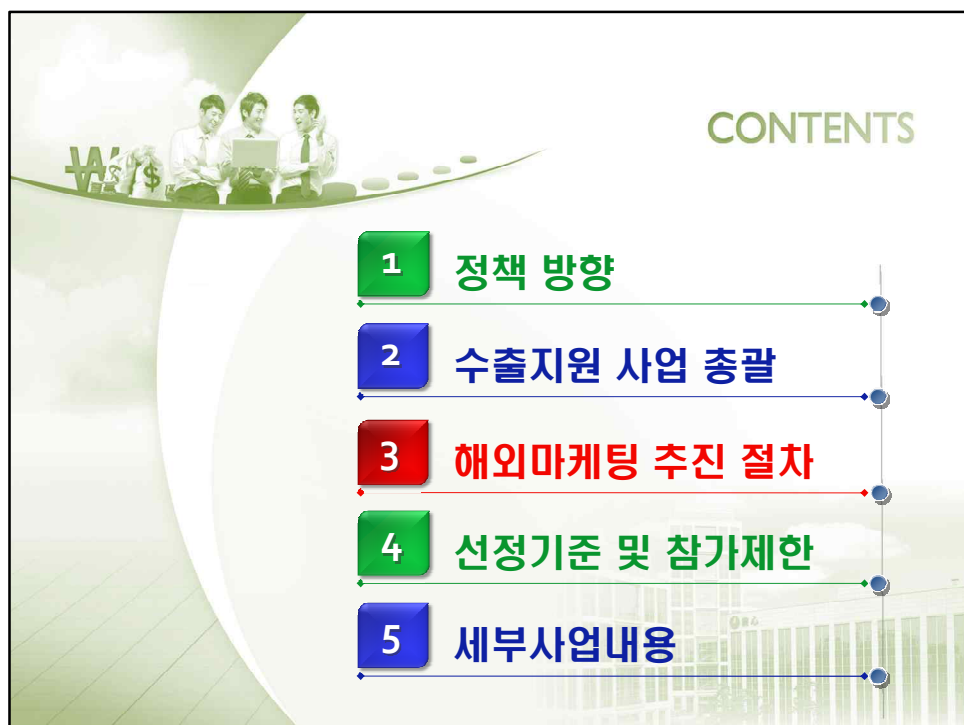 CONTENTS
1 정책 방향
2 수출지원 사업 총괄
3 해외마케팅 추진 절차
4 선정기준 및 참가제한
5 세부사업내용